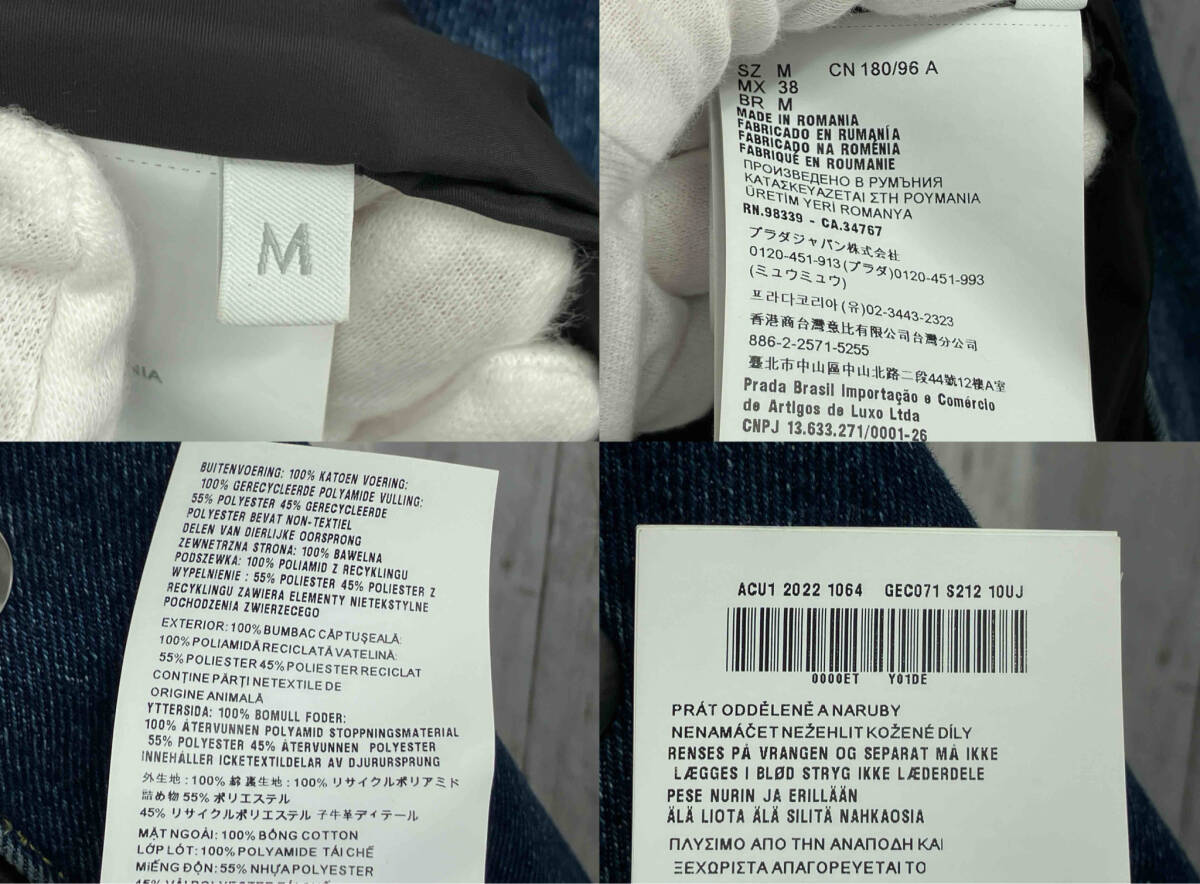 M
NIA
SZ M CN 180/96 A
MX 38
BR M
MADE IN ROMANIA
FABRICADO EN RUMANÍA
FABRICADO NA ROMÉNIA
FABRIQUÉ EN ROUMANIE
ПРОИЗВЕДЕНО В РУМЪНИЯ
ΚΑΤΑΣΚΕΥΑΖΕΤΑΙ ΣΤΗ ΡΟΥΜΑΝΙΑ
ÜRETİM YERİ ROMANYA
RN.98339 - CA.34767
プラダジャパン株式会社
0120-451-913(プラダ)0120-451-993
(ミュウミュウ)
프라다코리아(유)02-3443-2323
香港商台灣意比有限公司台灣分公司
886-2-2571-5255
臺北市中山區中山北路二段44號12樓A室
Prada Brasil Importação e Comércio
de Artigos de Luxo Ltda
CNPJ 13.633.271/0001-26
BUITENVOERING: 100% KATOEN VOERING:
100% GERECYCLEERDE POLYAMIDE VULLING:
55% POLYESTER 45% GERECYCLEERDE
POLYESTER BEVAT NON-TEXTIEL
DELEN VAN DIERLIJKE OORSPRONG
ZEWNETRZNA STRONA: 100% BAWELNA
PODSZEWKA: 100% POLIAMID Z RECYKLINGU
WYPELNIENIE : 55% POLIESTER 45% POLIESTER Z
RECYKLINGU ZAWIERA ELEMENTY NIETEKSTYLNE
POCHODZENIA ZWIERZECEGO
EXTERIOR: 100% BUMBAC CĂPTUŞEALĂ:
100% POLIAMIDĂ RECICLATĂ VATELINĂ:
55% POLIESTER 45% POLIESTER RECICLAT
CONŢINE PĂRŢI NETEXTILE DE
ORIGINE ANIMALĂ
YTTERSIDA: 100% BOMULL FODER:
100% ÅTERVUNNEN POLYAMID STOPPNINGSMATERIAL
55% POLYESTER 45% ÅTERVUNNEN POLYESTER
INNEHÅLLER ICKETEXTILDELAR AV DJURURSPRUNG
外生地:100% 綿 裏生地:100% リサイクルポリアミド
詰め物 55% ポリエステル
45% リサイクルポリエステル 子牛革ディテール
MẶT NGOÀI: 100% BÔNG COTTON
LỚP LÓT: 100% POLYAMIDE TÁI CHẾ
MIẾNG ĐỘN: 55% NHỰA POLYESTER
ACU1 2022 1064 GEC071 S212 10UJ
0000ET Y01DE
PRÁT ODDĚLENĚ A NARUBY
NENAMÁČET NEŽEHLIT KOŽENÉ DÍLY
RENSES PÅ VRANGEN OG SEPARAT MÅ IKKE
LÆGGES I BLØD STRYG IKKE LÆDERDELE
PESE NURIN JA ERILLÄÄN
ÄLÄ LIOTA ÄLÄ SILITÄ NAHKAOSIA
ΠΛΥΣΙΜΟ ΑΠΟ ΤΗΝ ΑΝΑΠΟΔΗ ΚΑΙ
ΞΕΧΩΡΙΣΤΑ ΑΠΑΓΟΡΕΥΕΤΑΙ ΤΟ